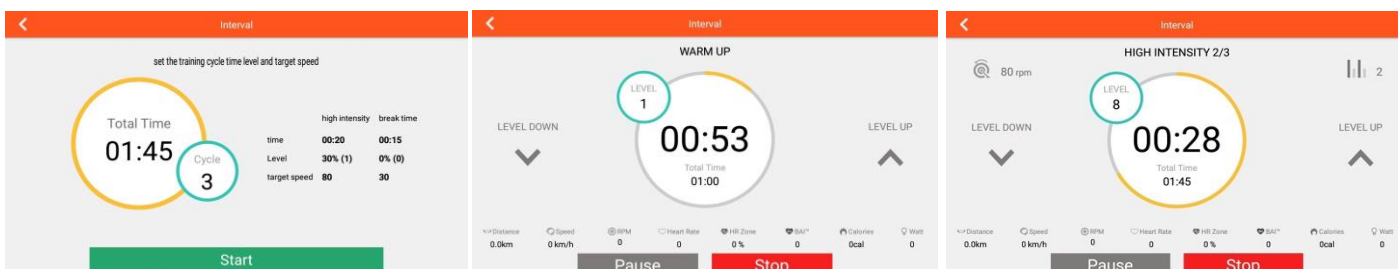 Interval
set the training cycle time level and target speed
Total Time
01:45
Cycle
3
high intensity break time
time 00:20 00:15
Level 30% (1) 0% (0)
target speed 80 30
Start
Interval
WARM UP
LEVEL
1
LEVEL DOWN
LEVEL UP
00:53
Total Time
01:00
Distance Speed RPM Heart Rate HR Zone BAI™ Calories Watt
0.0km 0 km/h 0 0 0 % 0 0cal 0
Pause Stop
Interval
HIGH INTENSITY 2/3
80 rpm
2
LEVEL
8
LEVEL DOWN
LEVEL UP
00:28
Total Time
01:45
Distance Speed RPM Heart Rate HR Zone BAI™ Calories Watt
0.0km 0 km/h 0 0 0 % 0 0cal 0
Pause Stop